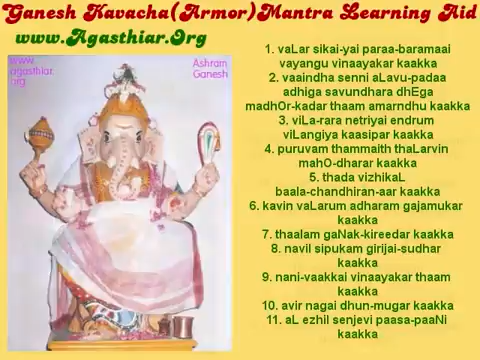 Ganesh Kavacha(Armor)Mantra Learning Aid
www.Agasthiar.Org
www
agasthiar.
org
Ashram
Ganesh
1. vaLar sikai-yai paraa-baramaai
vayangu vinaayakar kaakka
2. vaaindha senni aLavu-padaa
adhiga savundhara dhEga
madhOr-kadar thaam amarndhu kaakka
3. viLa-rara netriyai endrum
viLangiya kaasipar kaakka
4. puruvam thammaith thaLarvin
mahO-dharar kaakka
5. thada vizhikaL
baala-chandhiran-aar kaakka
6. kavin vaLarum adharam gajamukar
kaakka
7. thaalam gaNak-kireedar kaakka
8. navil sipukam girijai-sudhar
kaakka
9. nani-vaakkai vinaayakar thaam
kaakka
10. avir nagai dhun-mugar kaakka
11. aL ezhil senjevi paasa-paaNi
kaakka